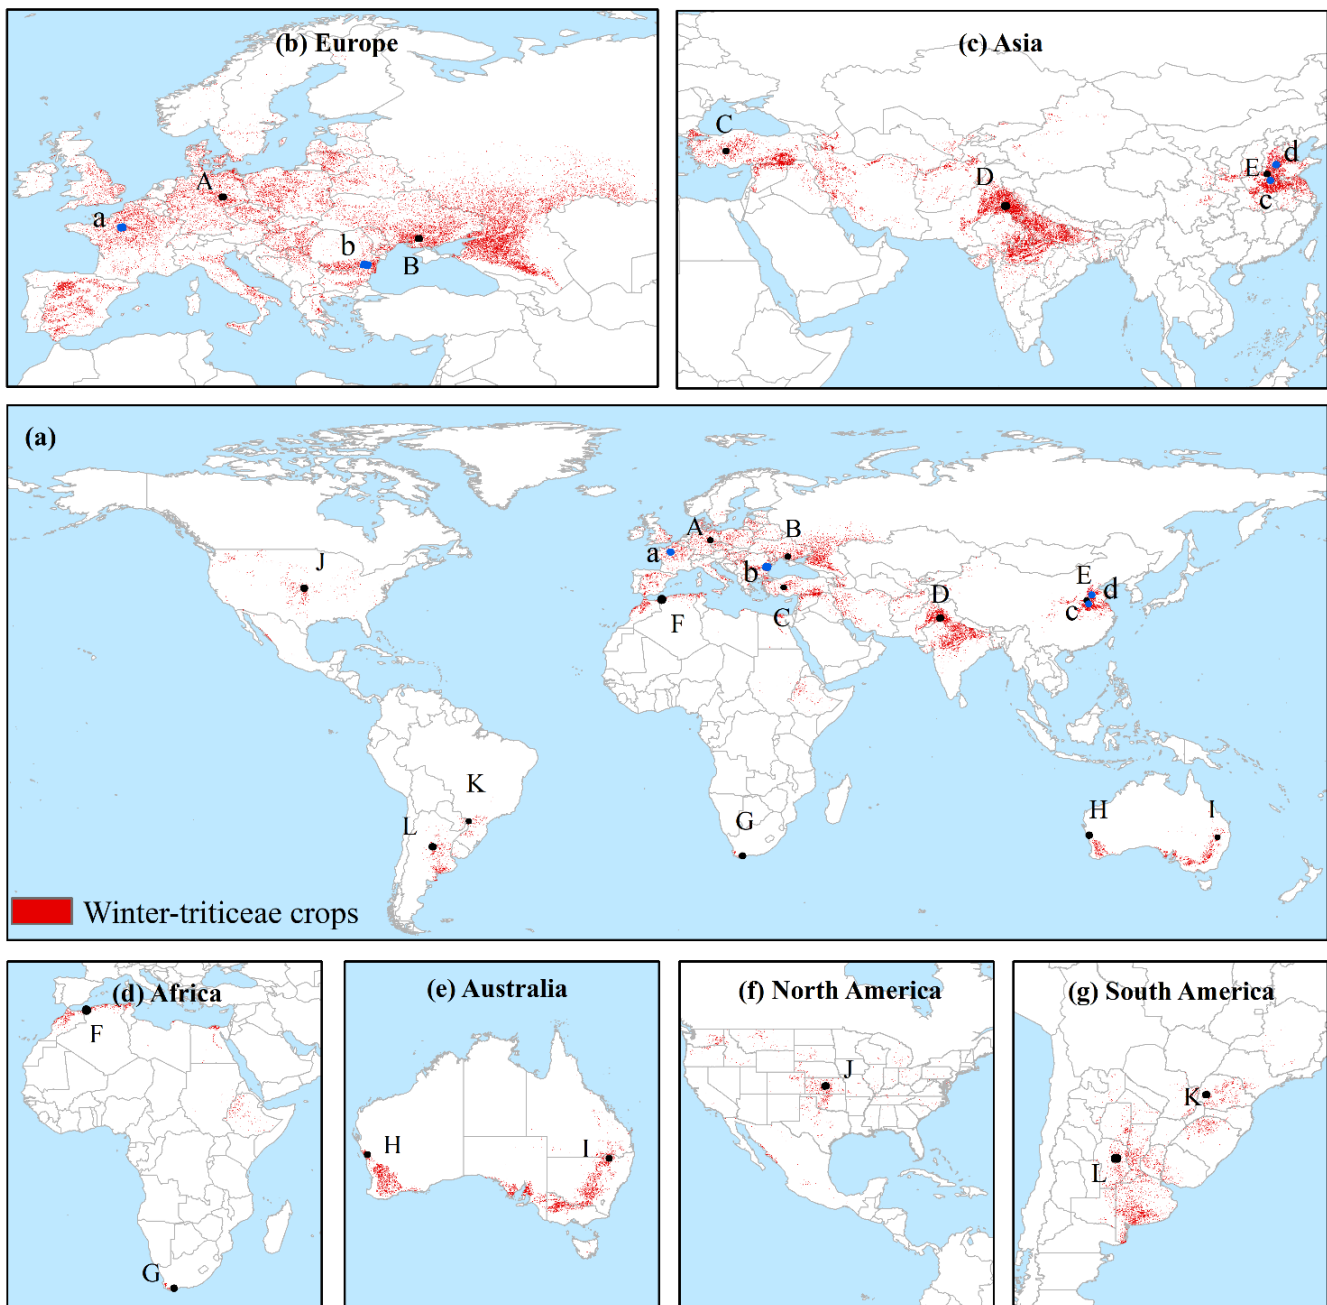 (b) Europe
A
a
b
B
(c) Asia
C
D
E
d
c
(a)
J
A
B
a
b
C
F
D
E
d
c
K
L
G
H
I
Winter-triticeae crops
(d) Africa
F
G
(e) Australia
H
I
(f) North America
J
(g) South America
K
L